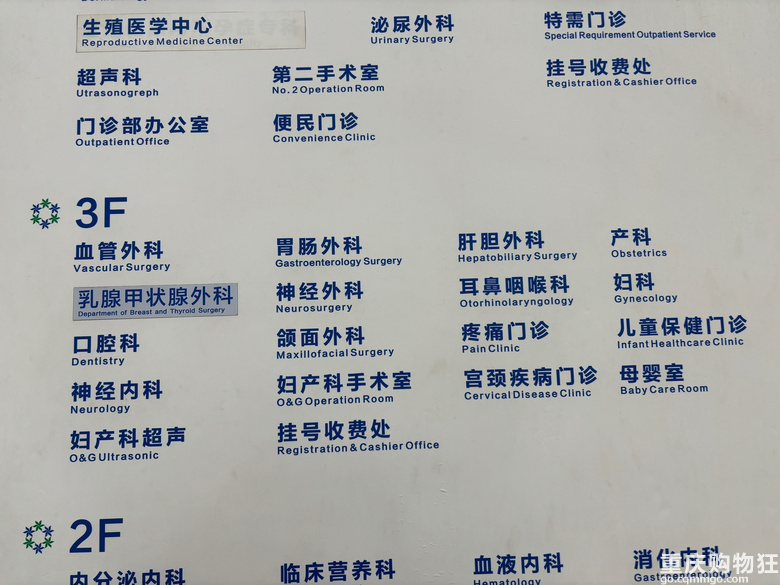 生殖医学中心
Reproductive Medicine Center
泌尿外科
Urinary Surgery
特需门诊
Special Requirement Outpatient Service
超声科
Utrasonogreph
第二手术室
No.2 Operation Room
挂号收费处
Registration & Cashier Office
门诊部办公室
Outpatient Office
便民门诊
Convenience Clinic
3F
血管外科
Vascular Surgery
胃肠外科
Gastroenterology Surgery
肝胆外科
Hepatobiliary Surgery
产科
Obstetrics
乳腺甲状腺外科
Department of Breast and Thyroid Surgery
神经外科
Neurosurgery
耳鼻咽喉科
Otorhinolaryngology
妇科
Gynecology
口腔科
Dentistry
颌面外科
Maxillofacial Surgery
疼痛门诊
Pain Clinic
儿童保健门诊
Infant Healthcare Clinic
神经内科
Neurology
妇产科手术室
O&G Operation Room
宫颈疾病门诊
Cervical Disease Clinic
母婴室
Baby Care Room
妇产科超声
O&G Ultrasonic
挂号收费处
Registration & Cashier Office
2F
内分泌内科
临床营养科
血液内科
Hematology
消化内科
Gastroenterology
重庆购物狂
go.cqmmgo.com